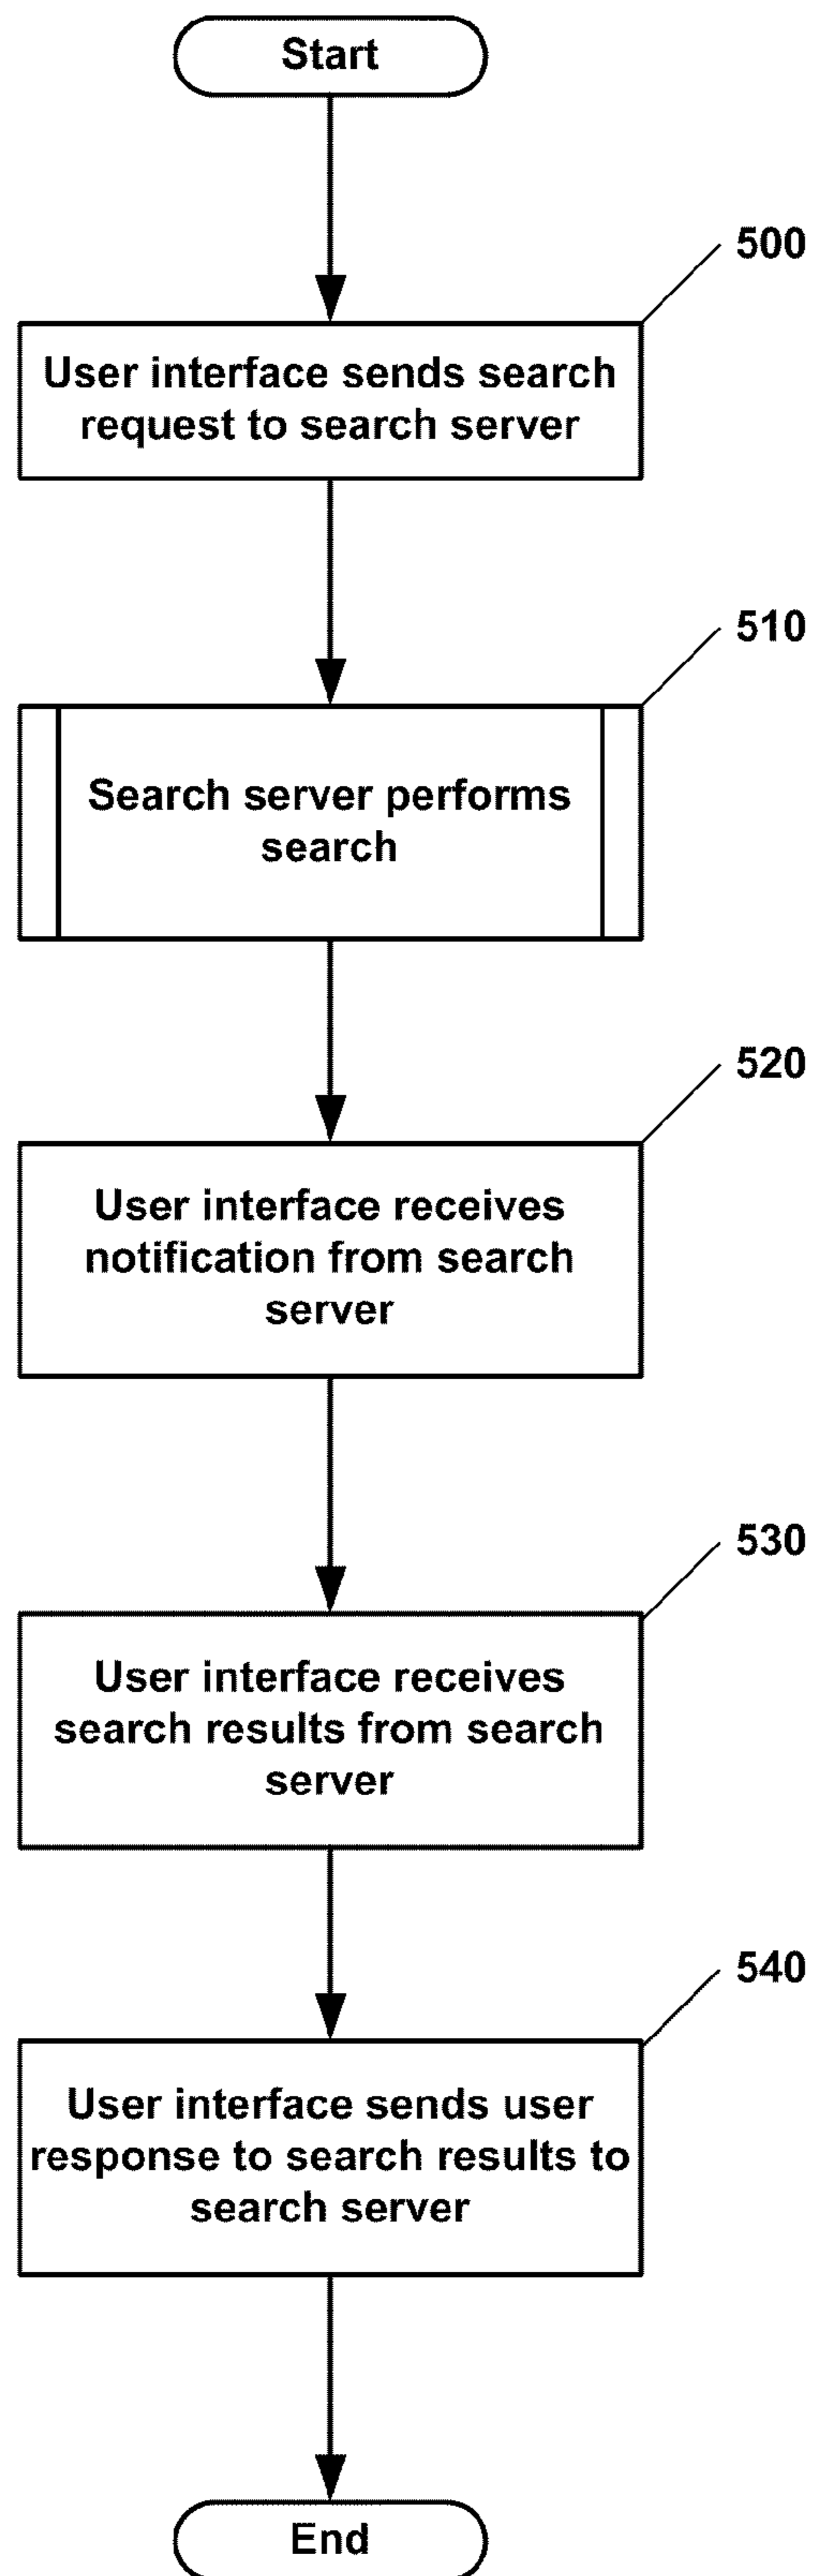 Start
500
User interface sends search
request to search server
510
Search server performs
search
520
User interface receives
notification from search
server
530
User interface receives
search results from search
server
540
User interface sends user
response to search results to
search server
End